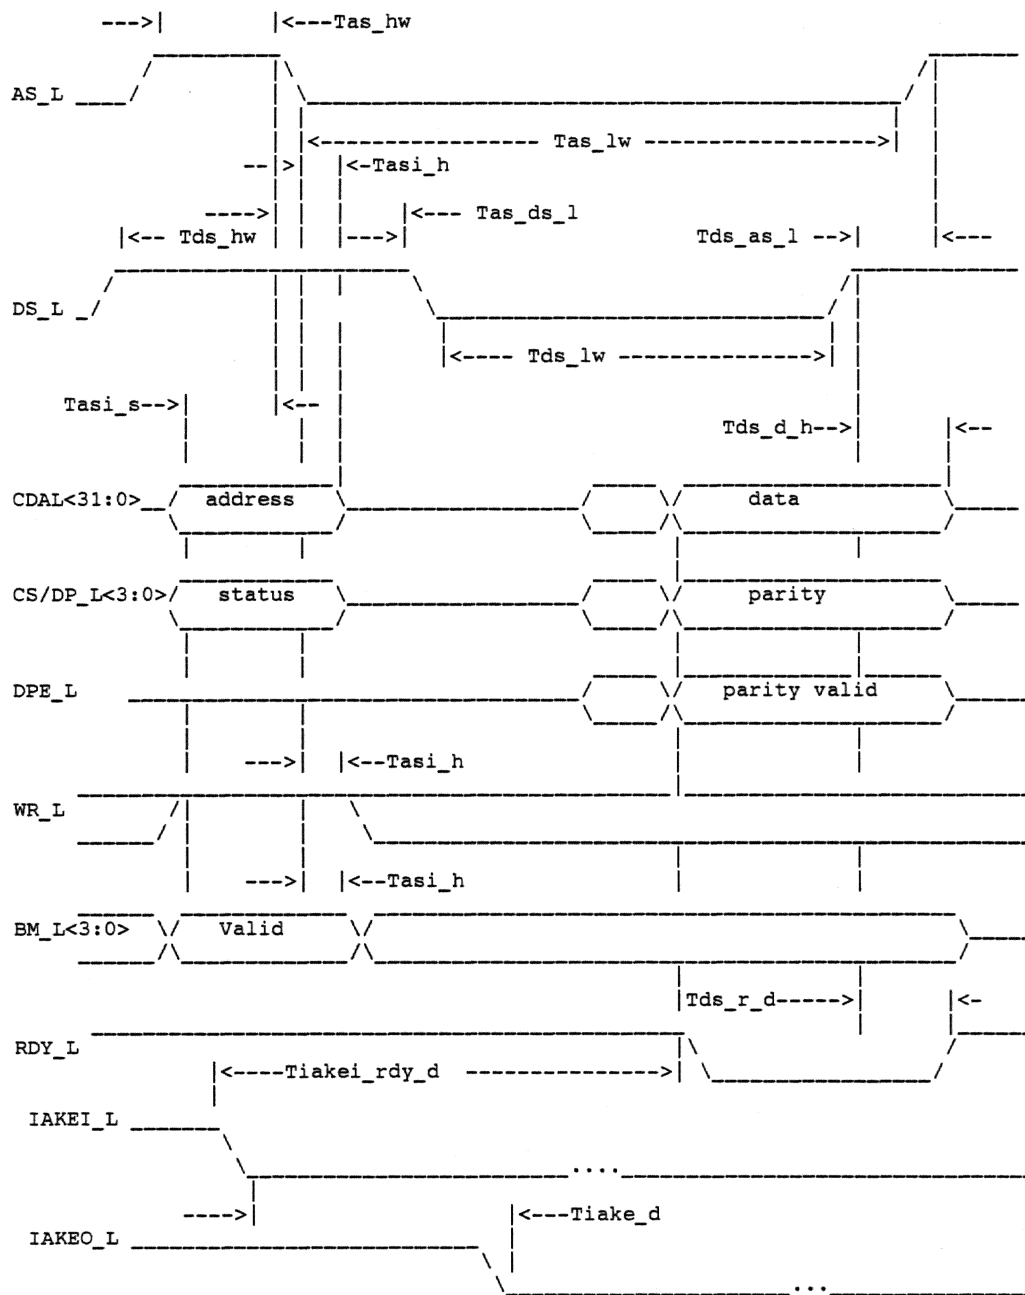 --->| |<---Tas_hw
AS_L
|<------------------ Tas_lw ------------------->|
-- >| |<-Tasi_h
----> |<--- Tas_ds_l
|<-- Tds_hw --->| Tds_as_l -->| |<---
DS_L
|<---- Tds_lw --------------->|
Tasi_s-->| |<--
Tds_d_h-->| |<--
CDAL<31:0> address data
CS/DP_L<3:0> status parity
DPE_L parity valid
--->| |<--Tasi_h
WR_L
--->| |<--Tasi_h
BM_L<3:0> Valid
|Tds_r_d----->| |<-
RDY_L
|<----Tiakei_rdy_d ------------->|
IAKEI_L
....
---->| |<---Tiake_d
IAKEO_L
...